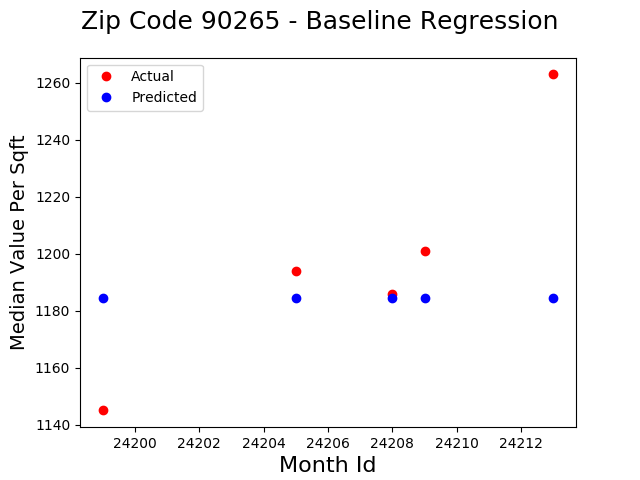 Zip Code 90265 - Baseline Regression
Actual
Predicted
Median Value Per Sqft
1260
1240
1220
1200
1180
1160
1140
24200 24202 24204 24206 24208 24210 24212
Month Id